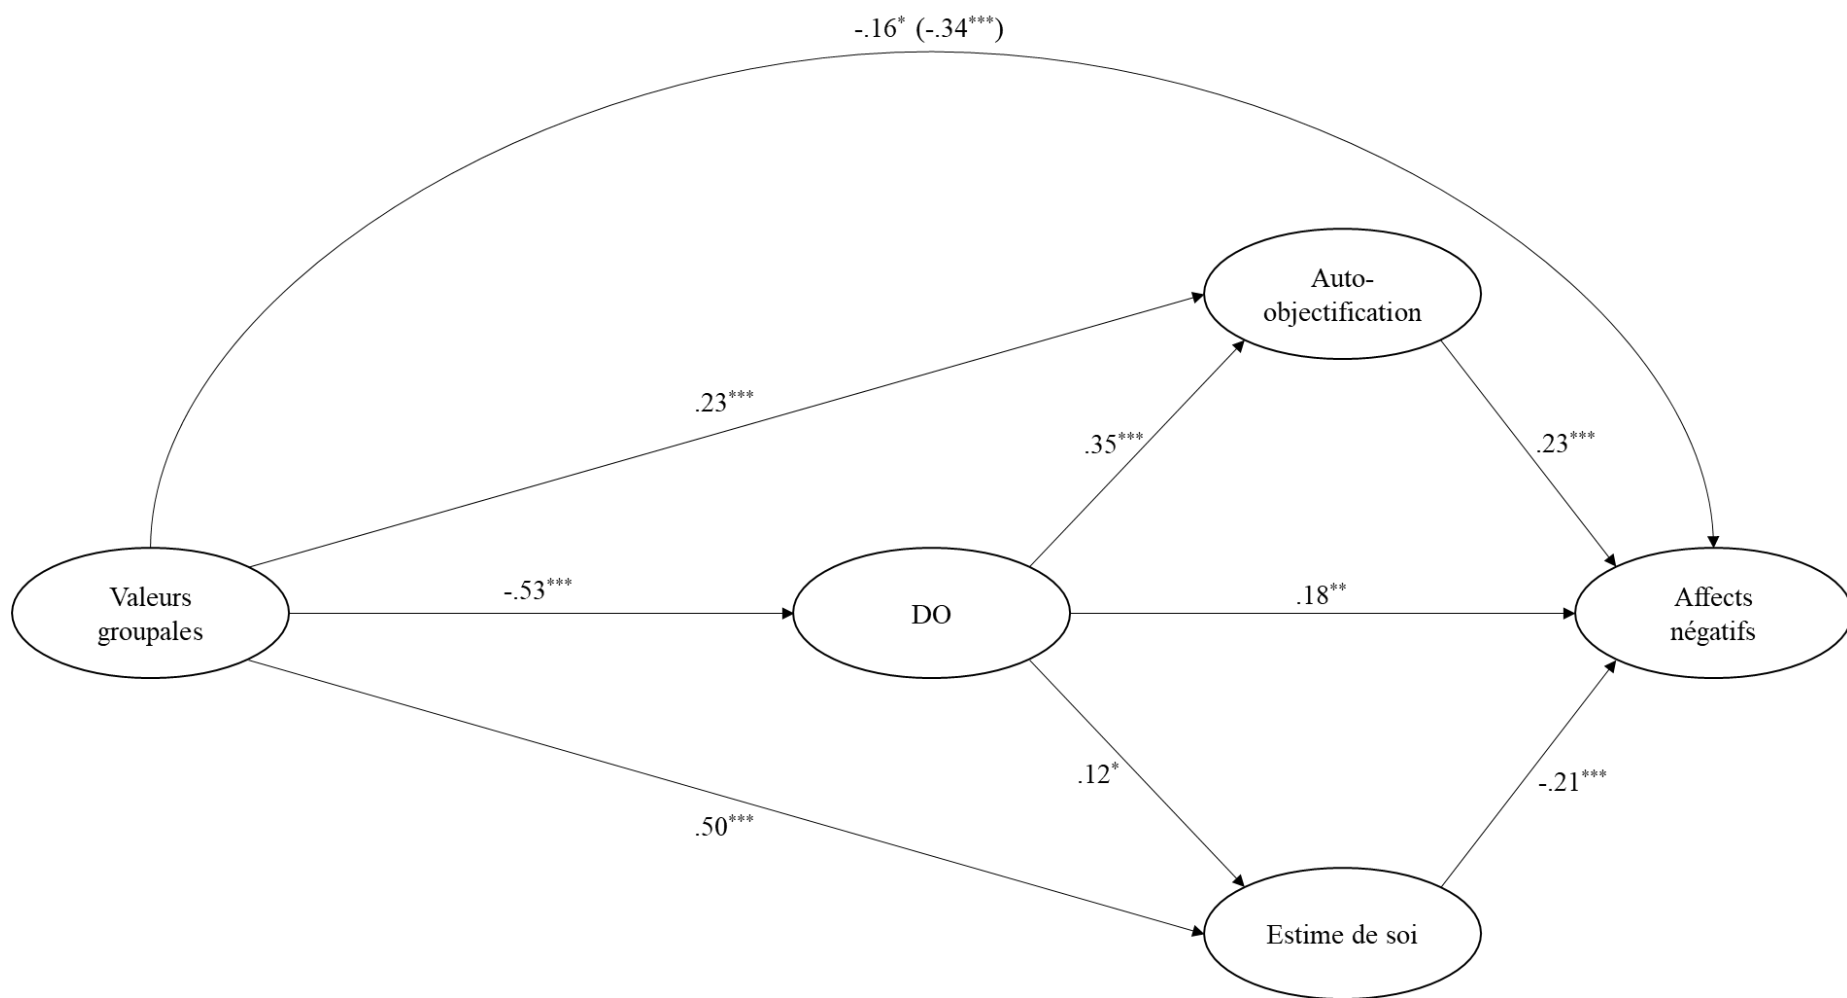 -.16* (-.34***)
Auto-
objectification
.23***
.35***
.23***
Valeurs
groupales
-.53***
DO
.18**
Affects
négatifs
.12*
-.21***
.50***
Estime de soi